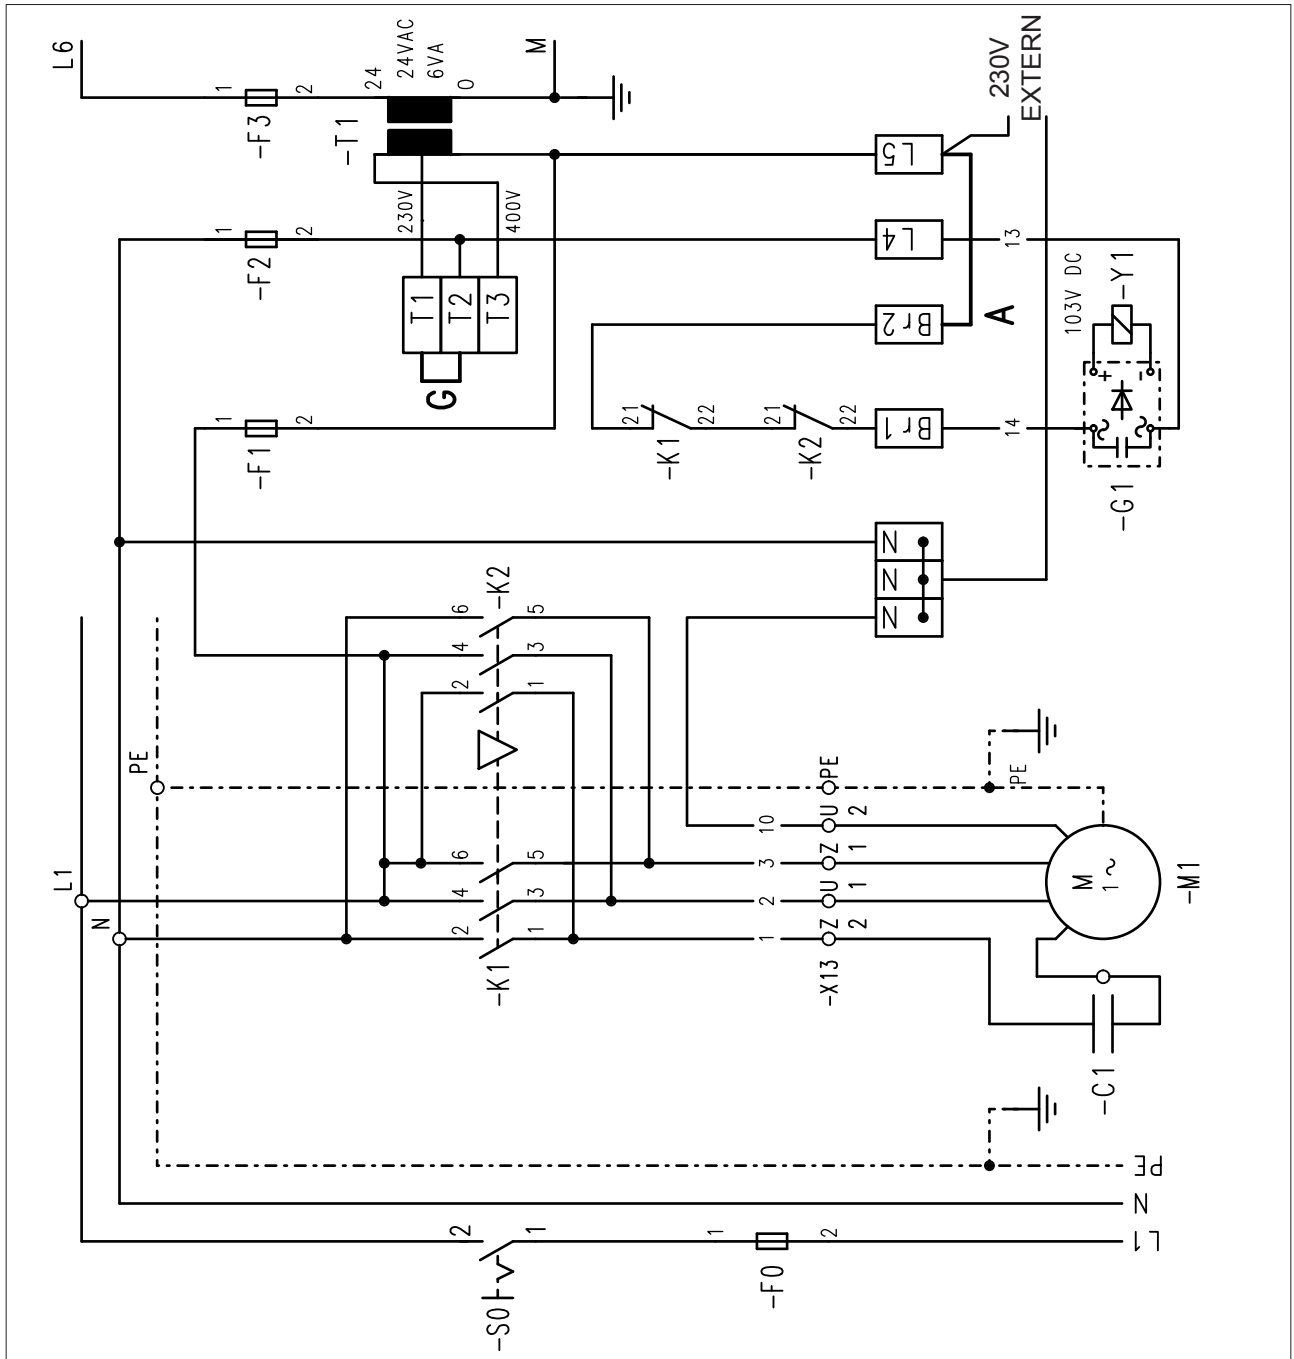 L6
1
2
-F3
24
24VAC
6VA
0
-T1
M
230V
EXTERN
L5
1
2
-F2
230V
400V
T1
T2
T3
G
L4
13
Br2
A
103V DC
-Y1
1
2
-F1
21
22
-K1
21
22
-K2
Br1
14
+
-
-G1
N
N
N
-K2
6
5
4
3
2
1
PE
PE
PE
10
U
2
6
5
3
Z
1
L1
4
3
2
U
1
N
2
1
1
Z
2
-K1
-X13
M
1~
-M1
-C1
PE
N
L1
2
1
-S0
1
2
-F0